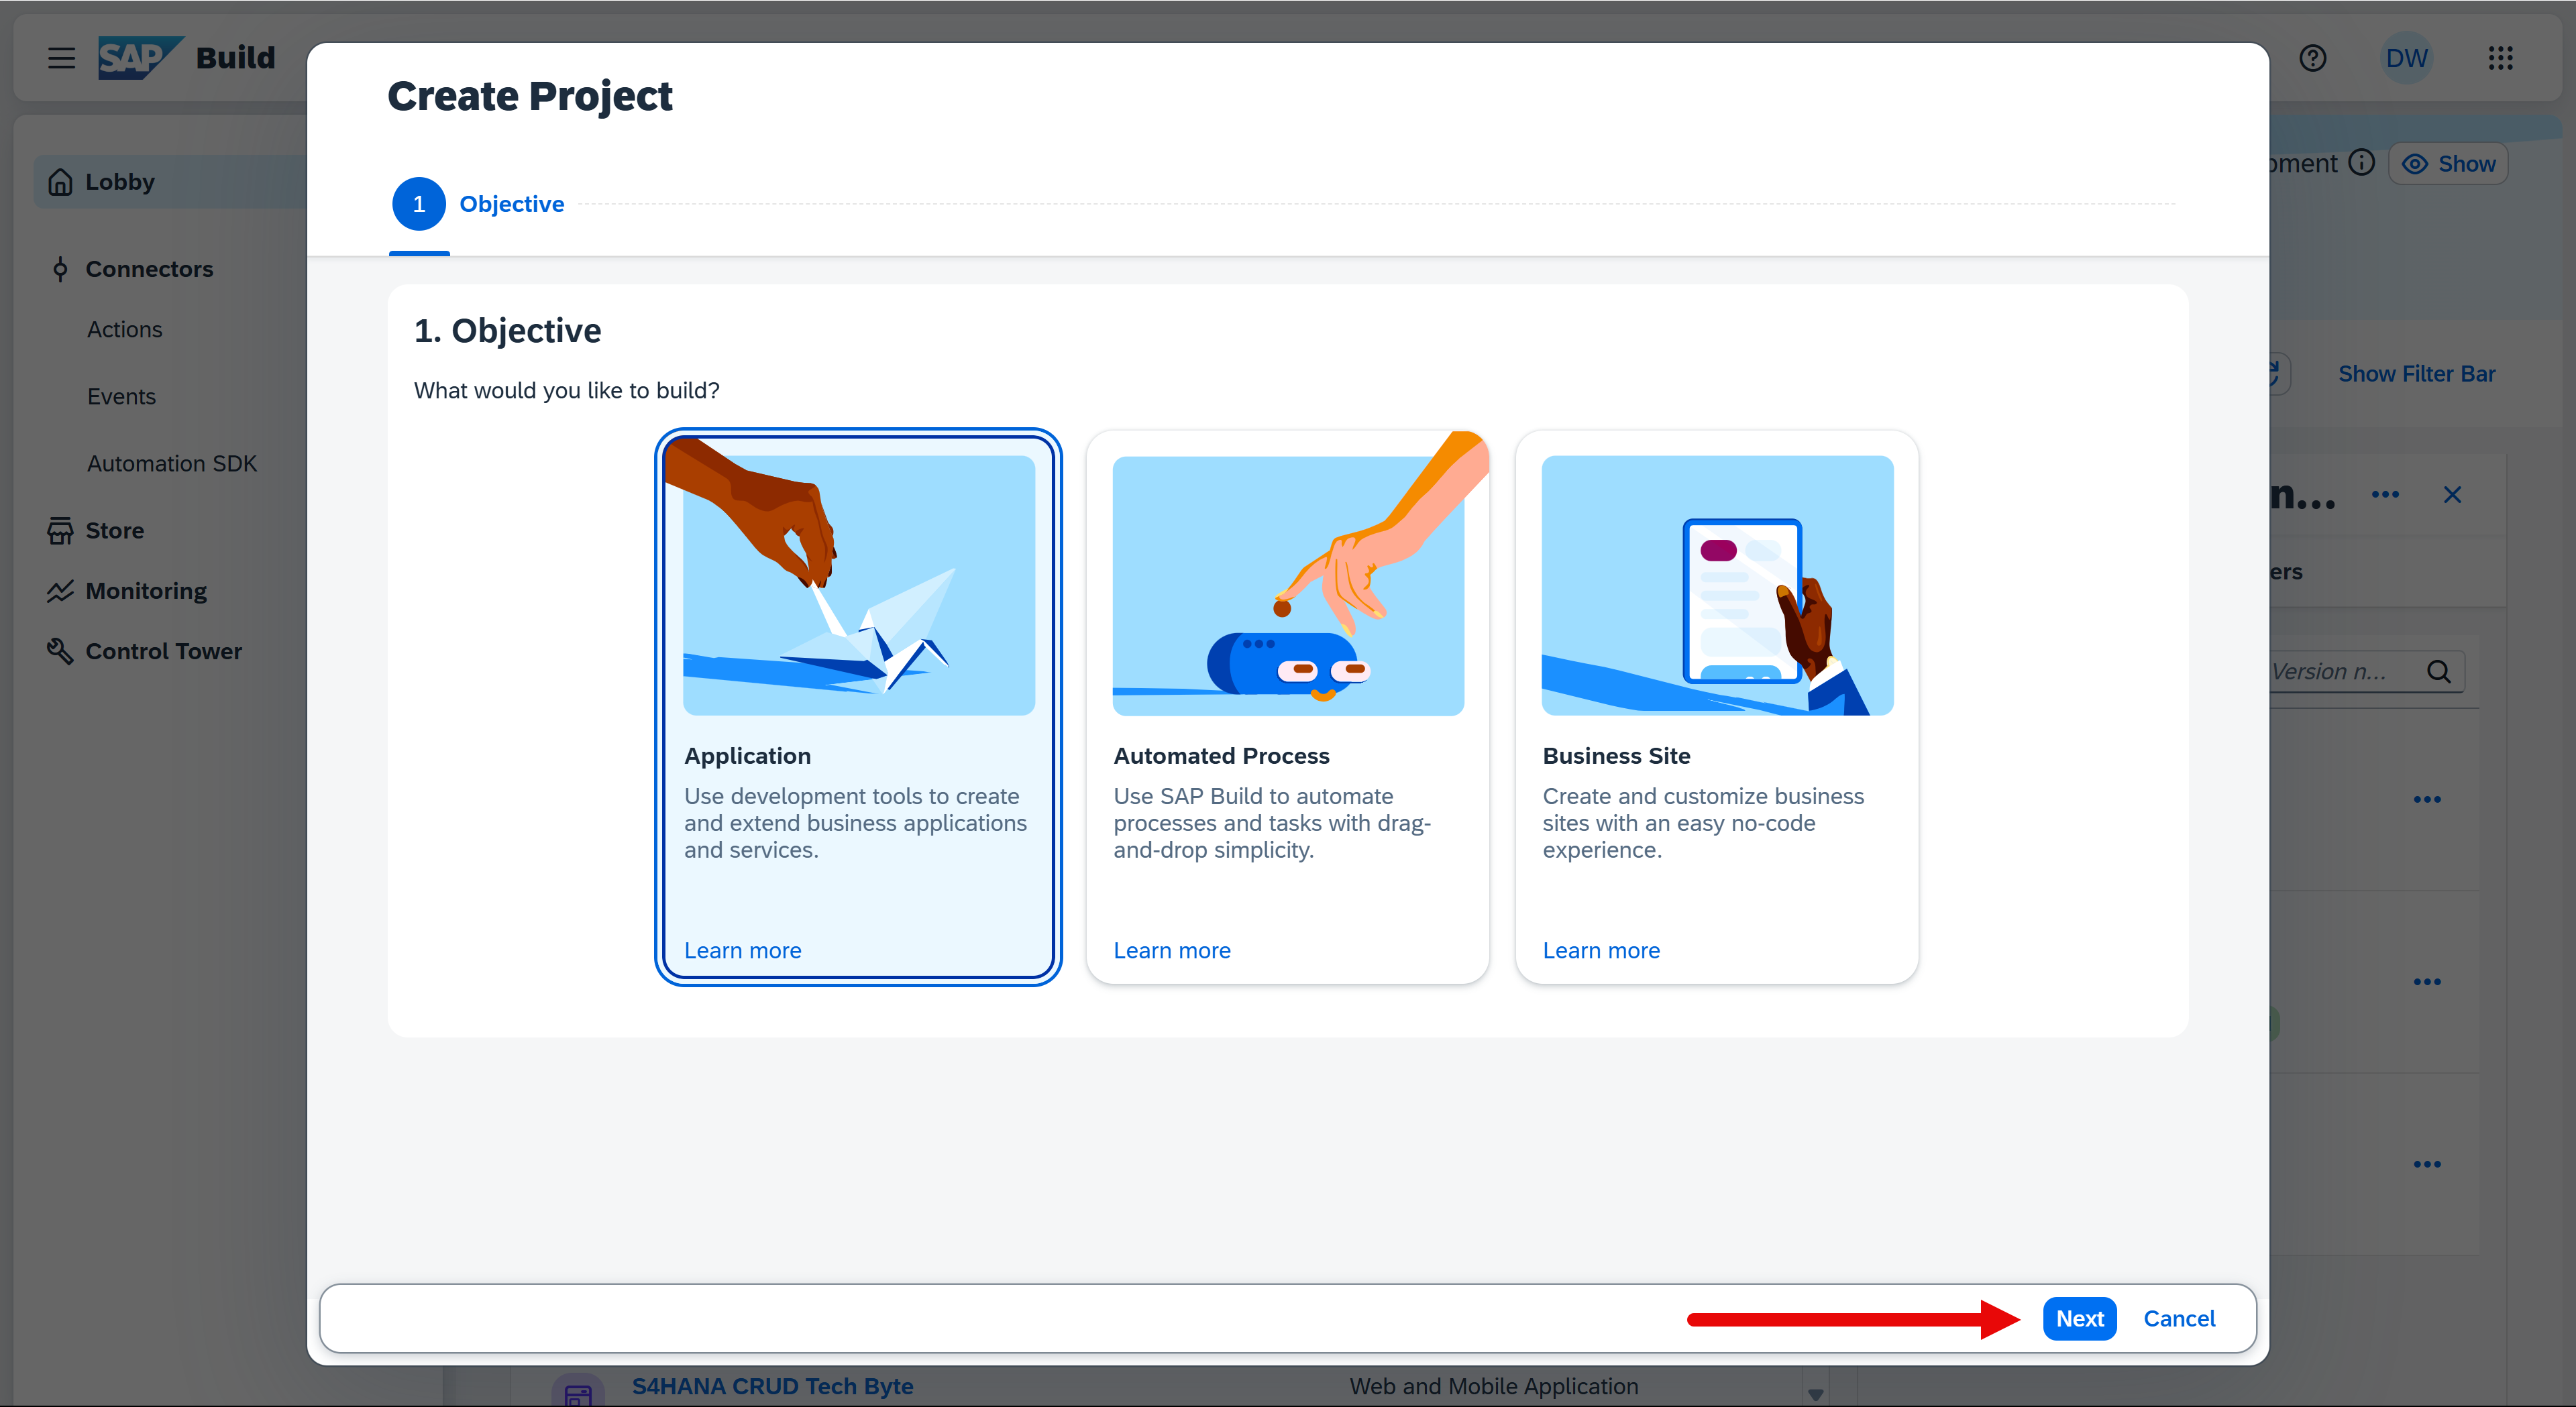 SAP Build
DW
Lobby
Connectors
Actions
Events
Automation SDK
Store
Monitoring
Control Tower
Create Project
1 Objective
1. Objective
What would you like to build?
Application
Use development tools to create
and extend business applications
and services.
Learn more
Automated Process
Use SAP Build to automate
processes and tasks with drag-
and-drop simplicity.
Learn more
Business Site
Create and customize business
sites with an easy no-code
experience.
Learn more
Next
Cancel
Show
Show Filter Bar
n...
Version n...
S4HANA CRUD Tech Byte
Web and Mobile Application